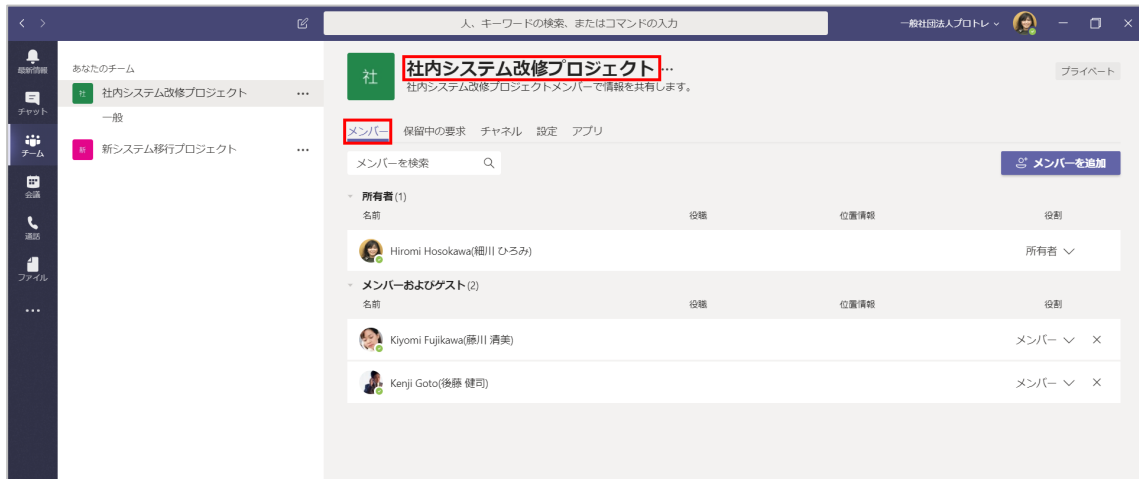 人、キーワードの検索、またはコマンドの入力
一般社団法人プロトレ
最新情報
チャット
チーム
会議
通話
ファイル
あなたのチーム
社 社内システム改修プロジェクト …
一般
新 新システム移行プロジェクト …
社
社内システム改修プロジェクト …
社内システム改修プロジェクトメンバーで情報を共有します。
プライベート
メンバー 保留中の要求 チャネル 設定 アプリ
メンバーを検索
メンバーを追加
所有者(1)
名前 役職 位置情報 役割
Hiromi Hosokawa(細川 ひろみ) 所有者
メンバーおよびゲスト(2)
名前 役職 位置情報 役割
Kiyomi Fujikawa(藤川 清美) メンバー
Kenji Goto(後藤 健司) メンバー